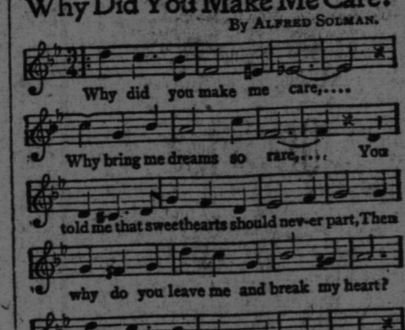 Why Did You Make Me Care?
By ALFRED SOLMAN.
Why did you make me care,....
Why bring me dreams so rare,.... You
told me that sweethearts should nev-er part, Then
why do you leave me and break my heart?